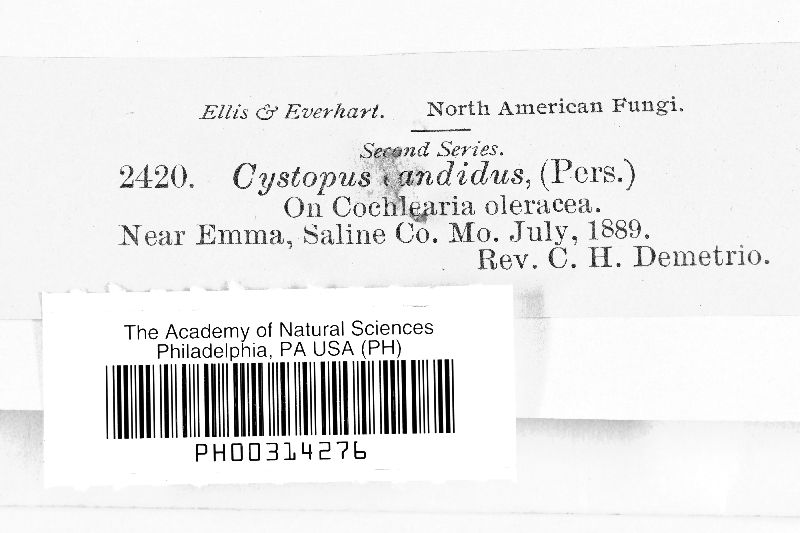 Ellis & Everhart. North American Fungi.
Second Series.
2420. Cystopus candidus, (Pers.)
On Cochlearia oleracea.
Near Emma, Saline Co. Mo. July, 1889.
Rev. C. H. Demetrio.
The Academy of Natural Sciences
Philadelphia, PA USA (PH)
PH00314276